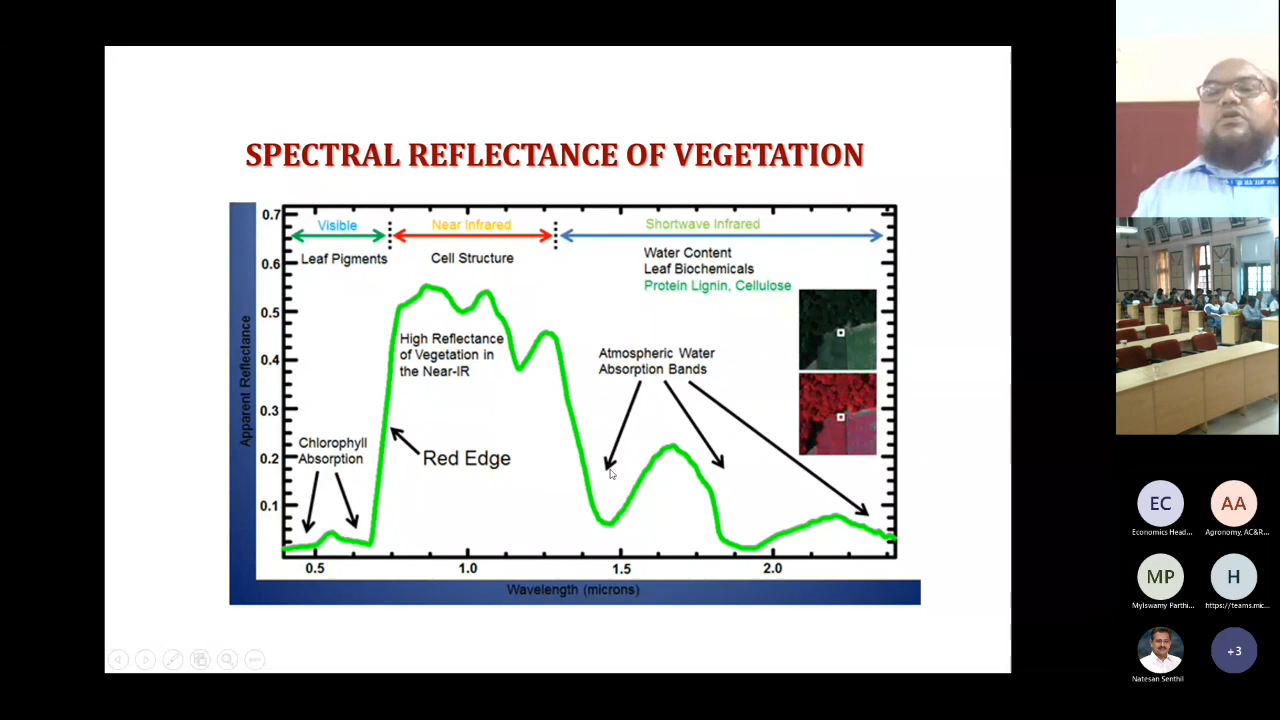 SPECTRAL REFLECTANCE OF VEGETATION
0.7
0.6
0.5
0.4
0.3
0.2
0.1
Apparent Reflectance
Visible
Near Infrared
Shortwave Infrared
Leaf Pigments
Cell Structure
Water Content
Leaf Biochemicals
Protein Lignin, Cellulose
High Reflectance
of Vegetation in
the Near-IR
Atmospheric Water
Absorption Bands
Chlorophyll
Absorption
Red Edge
0.5
1.0
1.5
2.0
Wavelength (microns)
EC
AA
Economics Head...
Agronomy, AC&R...
MP
H
Mylswamy Parthi...
https://teams.mic...
+3
Natesan Senthil